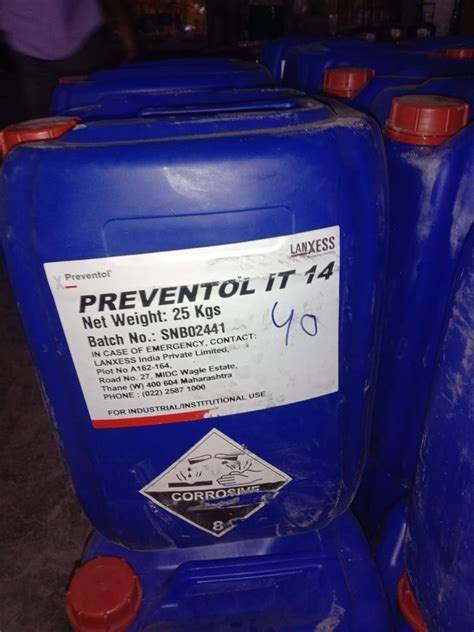 Preventol
LANXESS
PREVENTOL IT 14
Net Weight: 25 Kgs
Batch No.: SNB02441
40
IN CASE OF EMERGENCY, CONTACT:
LANXESS India Private Limited,
Plot No A162-164,
Road No. 27, MIDC Wagle Estate,
Thane (W) 400 604 Maharashtra
PHONE : (022) 2587 1000
FOR INDUSTRIAL/INSTITUTIONAL USE
CORROSIVE
8